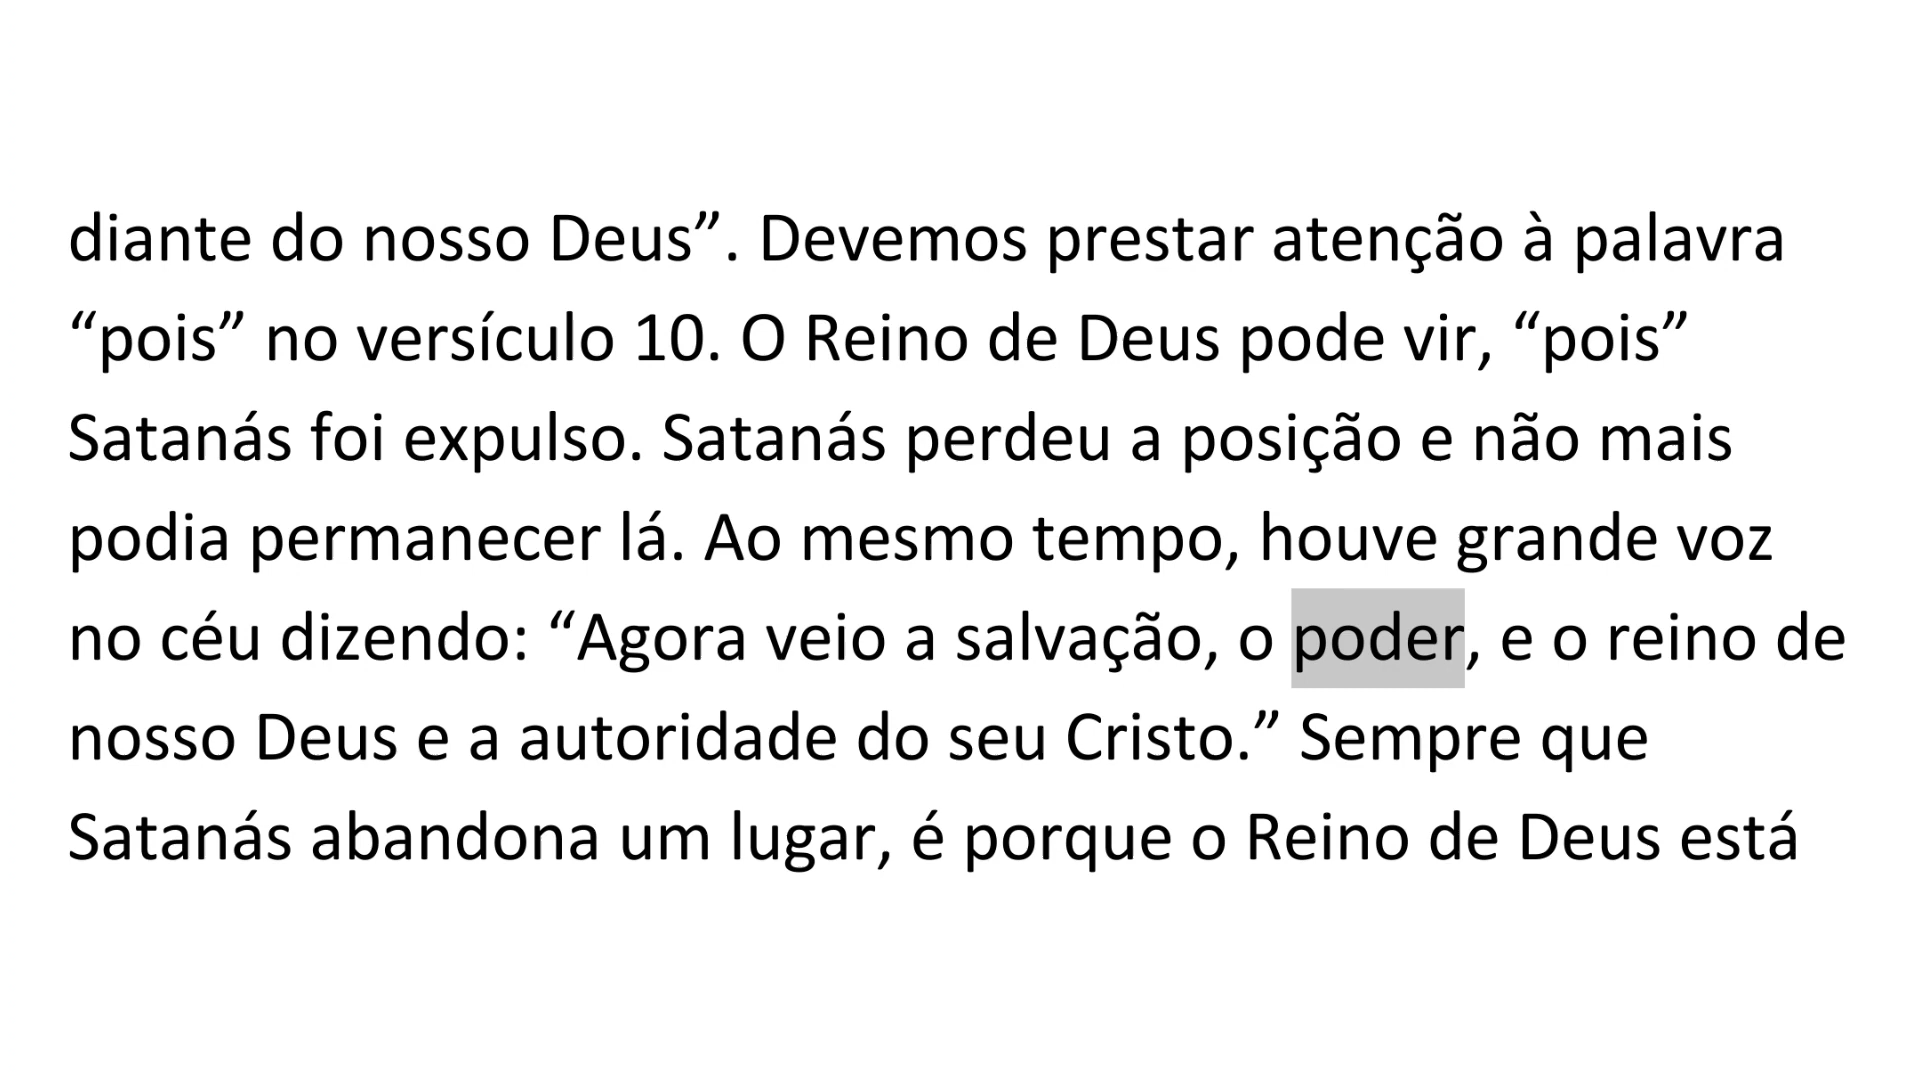 diante do nosso Deus”. Devemos prestar atenção à palavra
“pois” no versículo 10. O Reino de Deus pode vir, “pois”
Satanás foi expulso. Satanás perdeu a posição e não mais
podia permanecer lá. Ao mesmo tempo, houve grande voz
no céu dizendo: “Agora veio a salvação, o poder, e o reino de
nosso Deus e a autoridade do seu Cristo.” Sempre que
Satanás abandona um lugar, é porque o Reino de Deus está